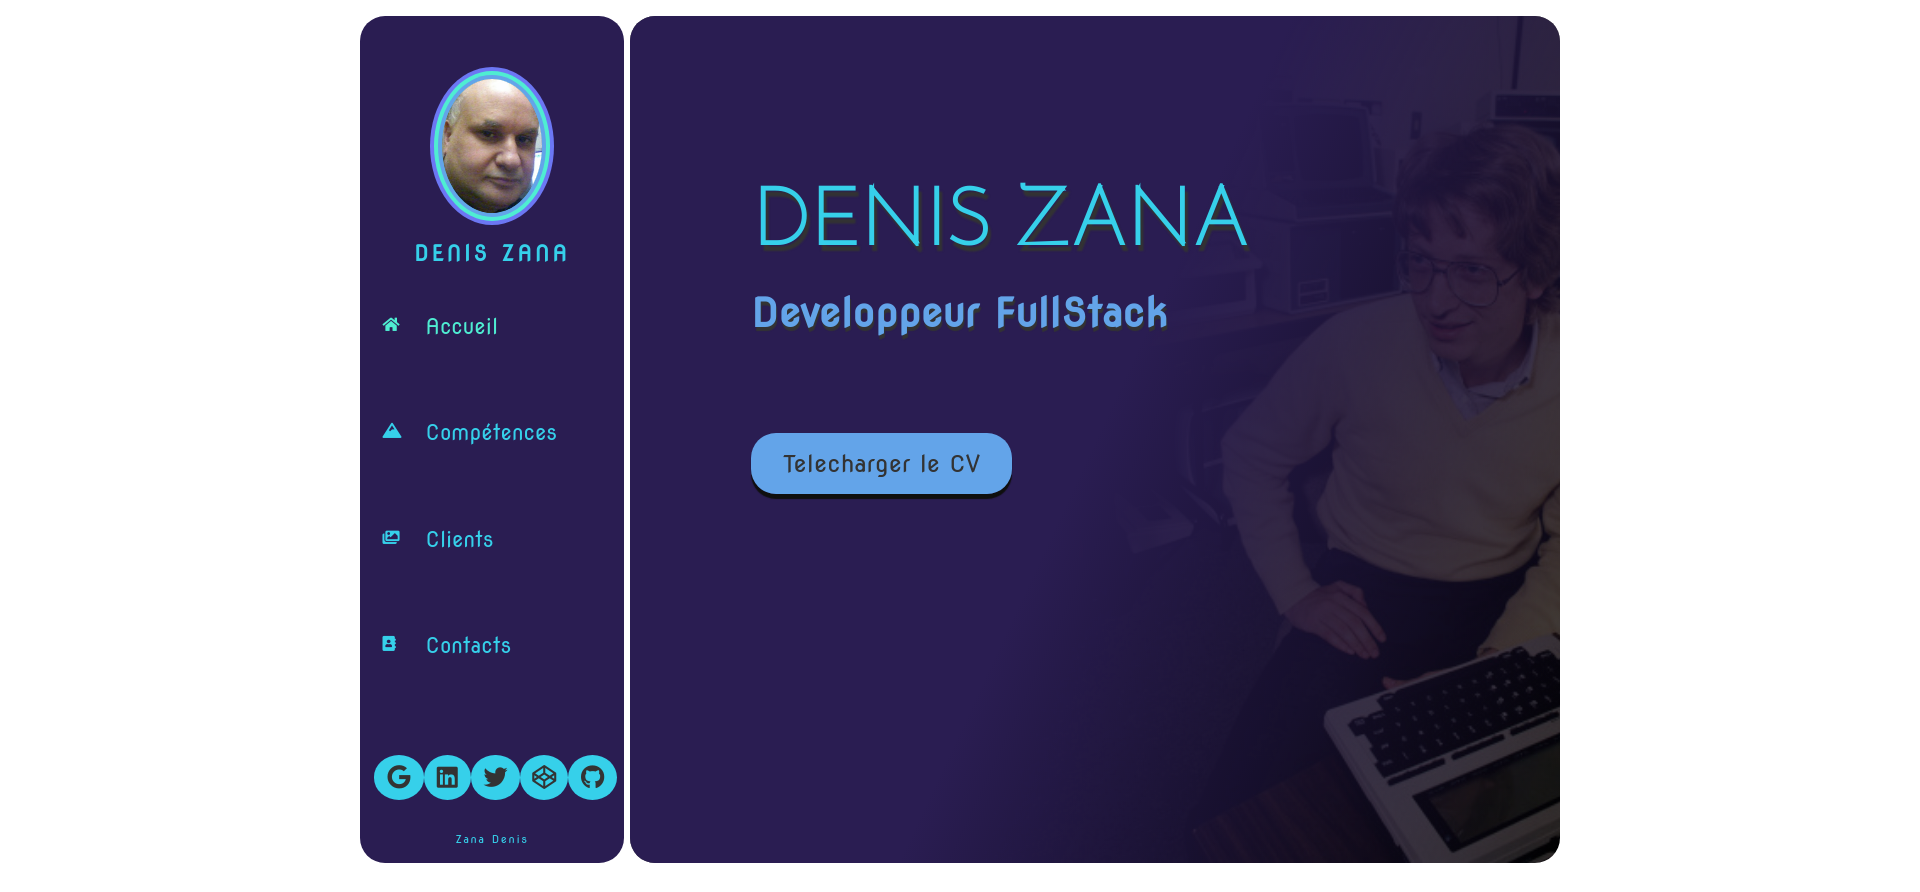 DENIS ZANA
Accueil
Compétences
Clients
Contacts
Zana Denis
DENIS ZANA
Developpeur FullStack
Telecharger le CV